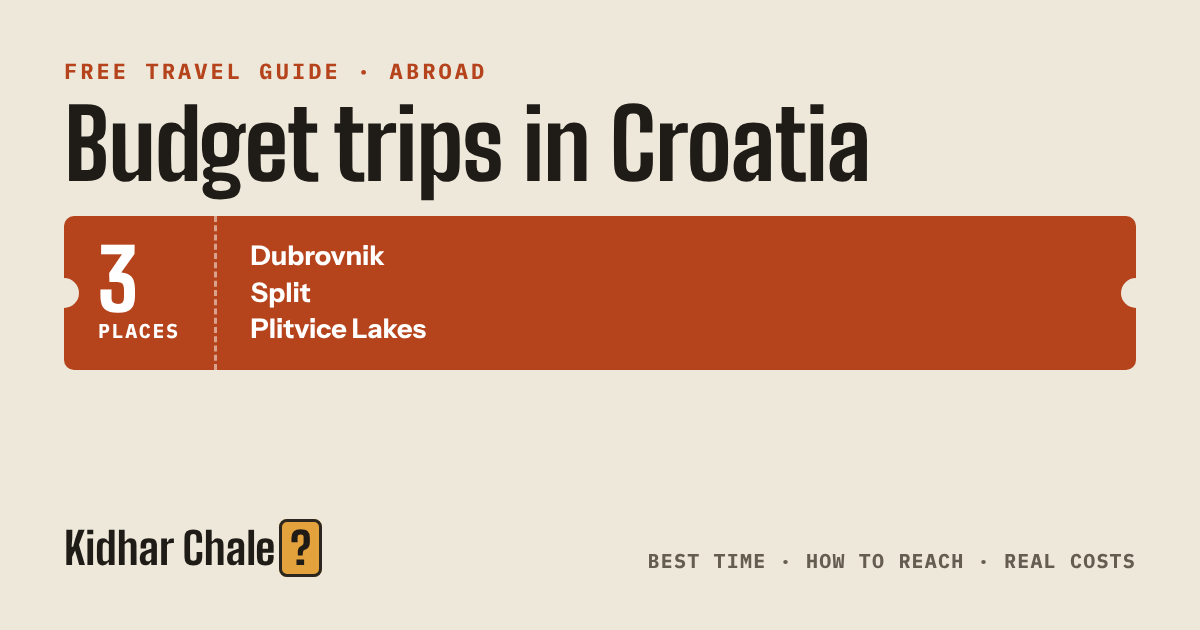 FREE TRAVEL GUIDE · ABROAD
Budget trips in Croatia
3
PLACES
Dubrovnik
Split
Plitvice Lakes
Kidhar Chale ?
BEST TIME · HOW TO REACH · REAL COSTS